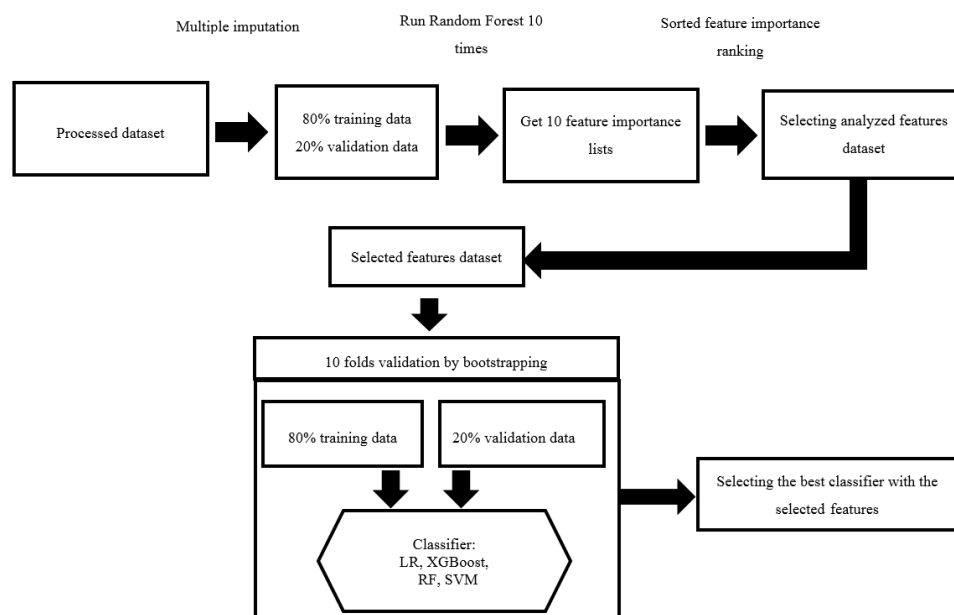 Multiple imputation
Run Random Forest 10
times
Sorted feature importance
ranking
Processed dataset
80% training data
20% validation data
Get 10 feature importance
lists
Selecting analyzed features
dataset
Selected features dataset
10 folds validation by bootstrapping
80% training data
20% validation data
Classifier:
LR, XGBoost,
RF, SVM
Selecting the best classifier with the
selected features